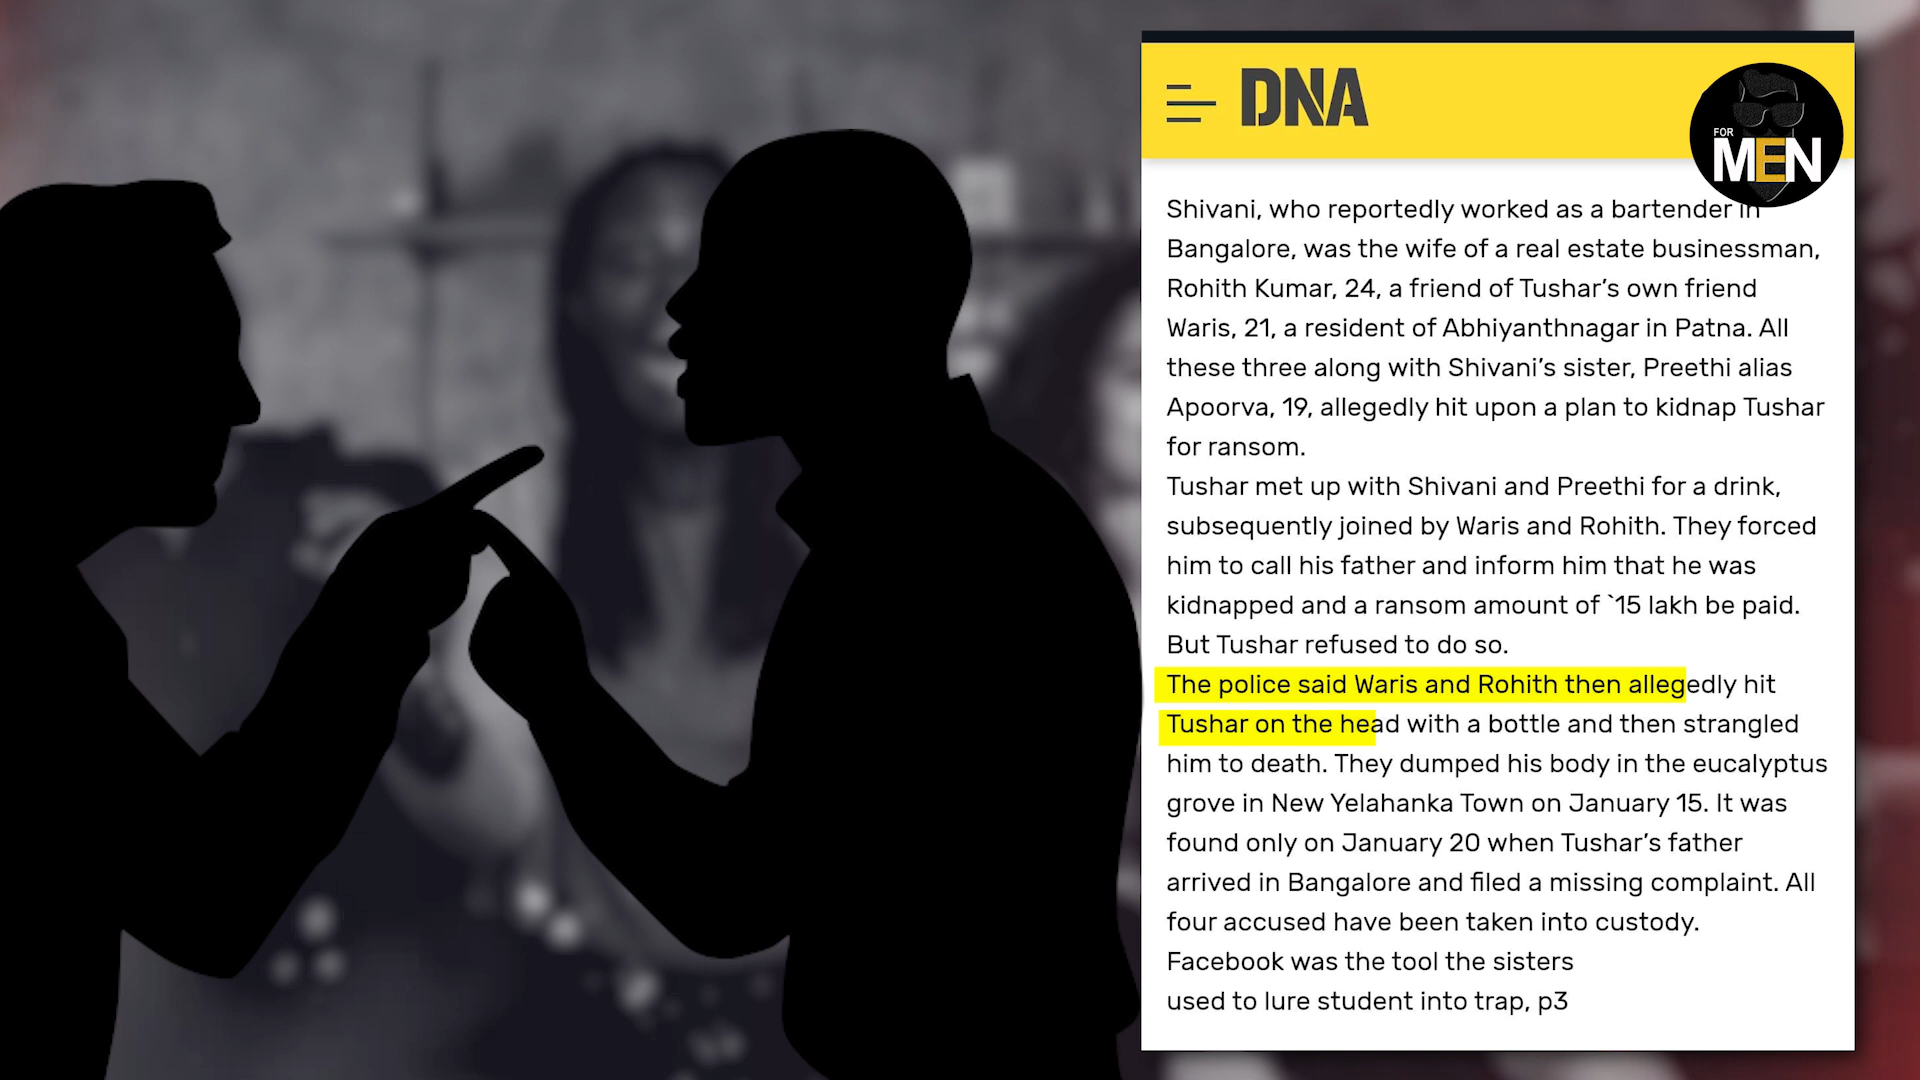 DNA
FOR
MEN
Shivani, who reportedly worked as a bartender in
Bangalore, was the wife of a real estate businessman,
Rohith Kumar, 24, a friend of Tushar’s own friend
Waris, 21, a resident of Abhiyanthnagar in Patna. All
these three along with Shivani’s sister, Preethi alias
Apoorva, 19, allegedly hit upon a plan to kidnap Tushar
for ransom.
Tushar met up with Shivani and Preethi for a drink,
subsequently joined by Waris and Rohith. They forced
him to call his father and inform him that he was
kidnapped and a ransom amount of `15 lakh be paid.
But Tushar refused to do so.
The police said Waris and Rohith then allegedly hit
Tushar on the head with a bottle and then strangled
him to death. They dumped his body in the eucalyptus
grove in New Yelahanka Town on January 15. It was
found only on January 20 when Tushar’s father
arrived in Bangalore and filed a missing complaint. All
four accused have been taken into custody.
Facebook was the tool the sisters
used to lure student into trap, p3